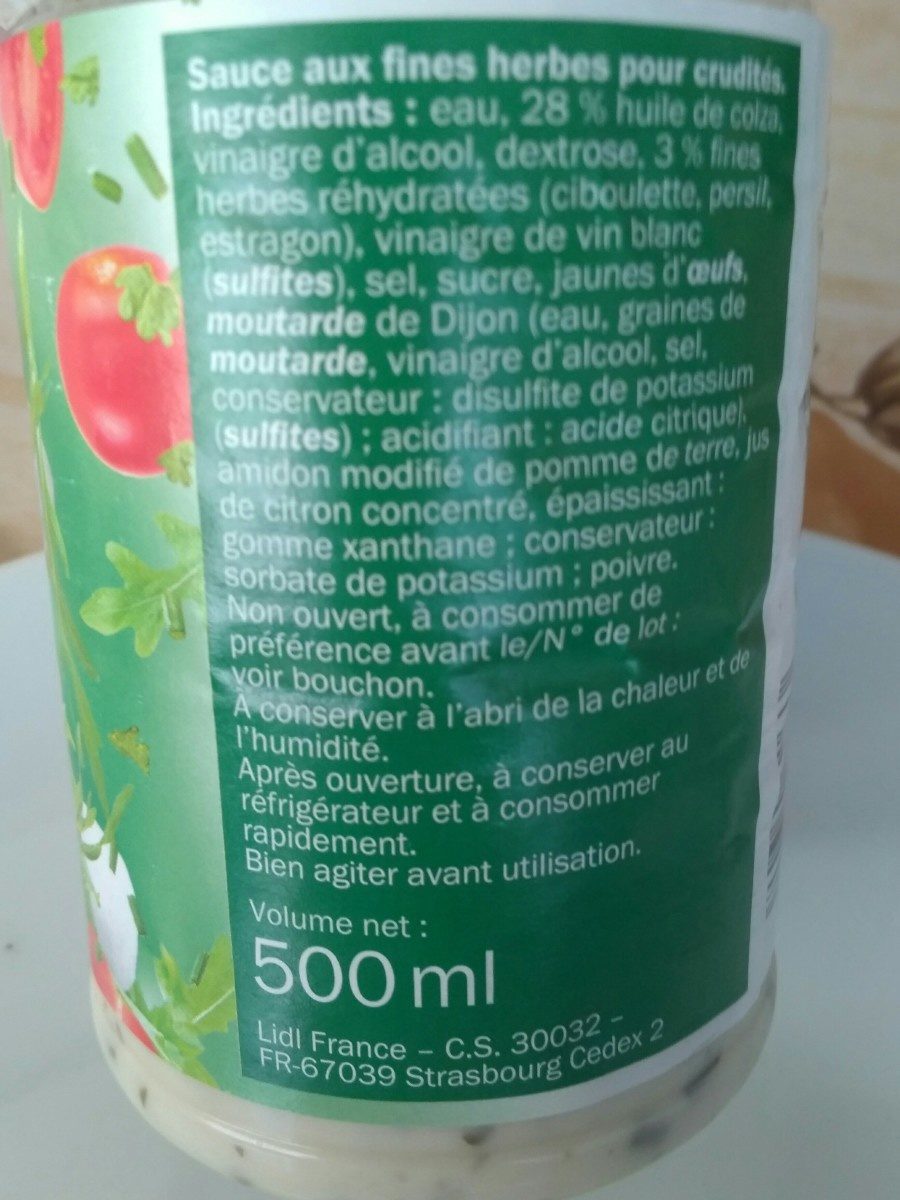 Sauce aux fines herbes pour crudités.
Ingrédients : eau, 28 % huile de colza,
vinaigre d'alcool, dextrose, 3 % fines
herbes réhydratées (ciboulette, persil,
estragon), vinaigre de vin blanc
(sulfites), sel, sucre, jaunes d'œufs,
moutarde de Dijon (eau, graines de
moutarde, vinaigre d'alcool, sel,
conservateur : disulfite de potassium
(sulfites) ; acidifiant : acide citrique),
amidon modifié de pomme de terre, jus
de citron concentré, épaississant :
gomme xanthane ; conservateur :
sorbate de potassium ; poivre.
Non ouvert, à consommer de
préférence avant le/N° de lot :
voir bouchon.
À conserver à l'abri de la chaleur et de
l'humidité.
Après ouverture, à conserver au
réfrigérateur et à consommer
rapidement.
Bien agiter avant utilisation.
Volume net :
500 ml
Lidl France – C.S. 30032 –
FR-67039 Strasbourg Cedex 2